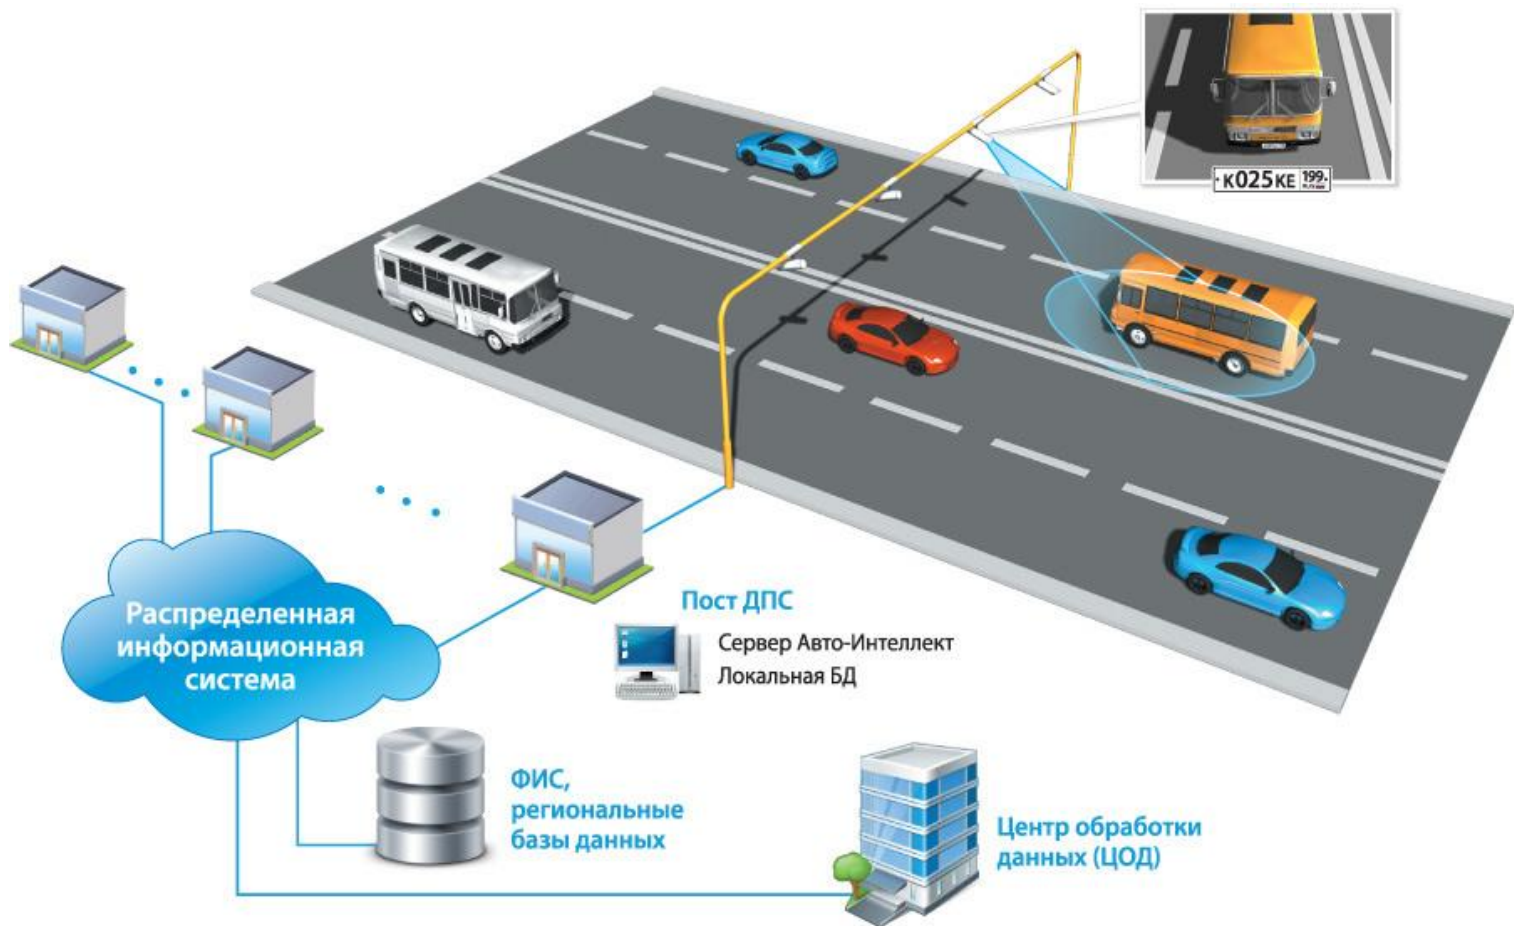 К025КЕ 199
Распределенная
информационная
система
Пост ДПС
Сервер Авто-Интеллект
Локальная БД
ФИС,
региональные
базы данных
Центр обработки
данных (ЦОД)